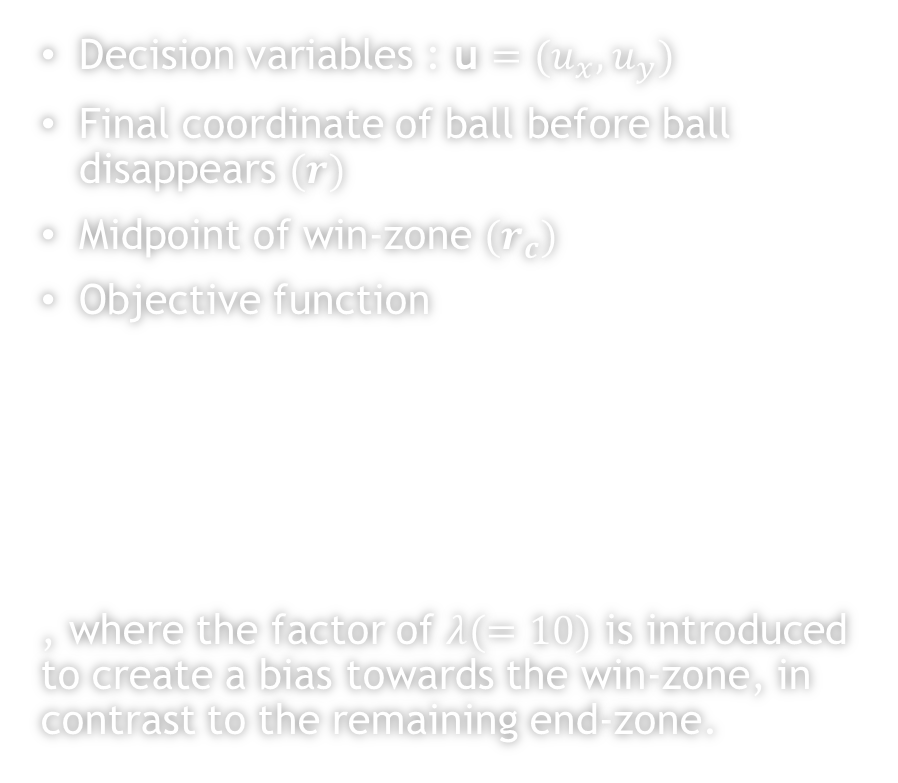 • Decision variables : u = (uₓ, u_y)
• Final coordinate of ball before ball
disappears (r)
• Midpoint of win-zone (r_c)
• Objective function
, where the factor of λ(= 10) is introduced
to create a bias towards the win-zone, in
contrast to the remaining end-zone.